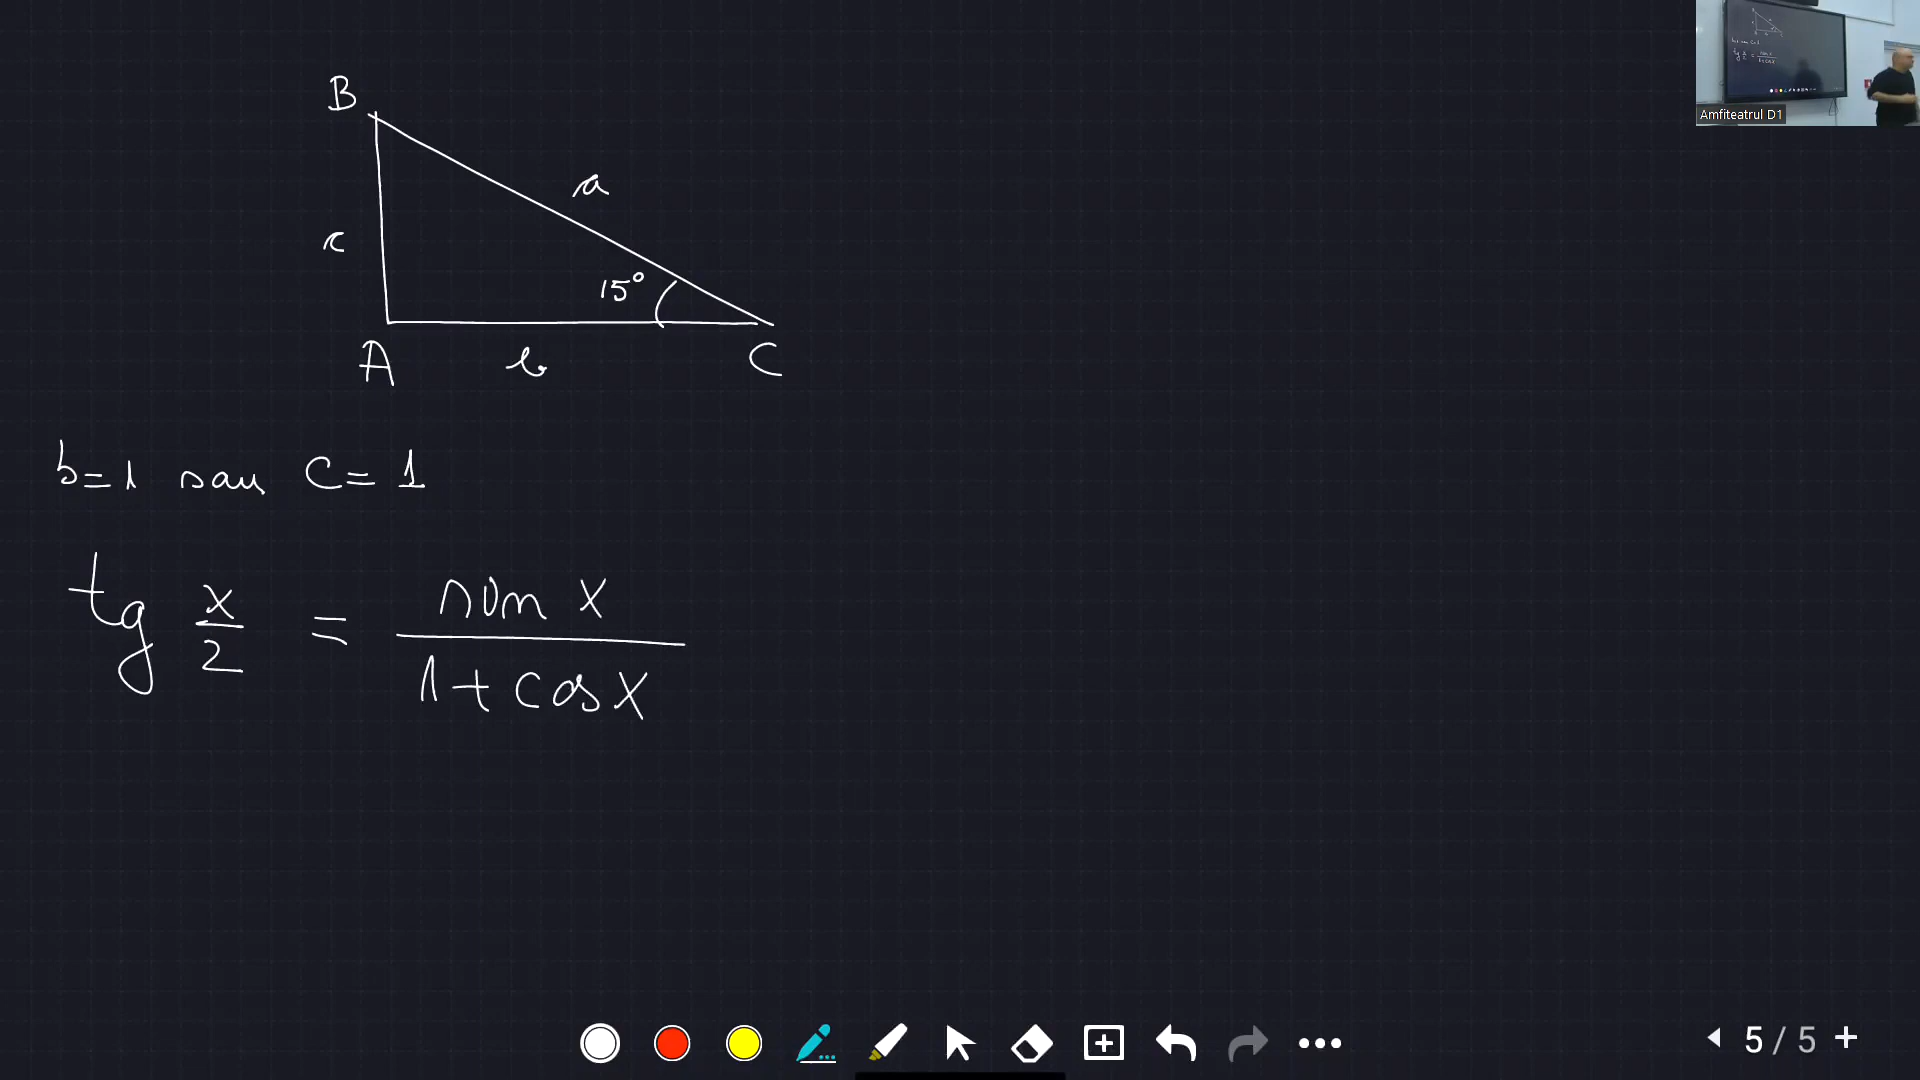 B
a
c
15°
A b C
b=1 sau C= 1
tg x/2 = sin x / 1+cos x
Amfiteatrul D1
5 / 5